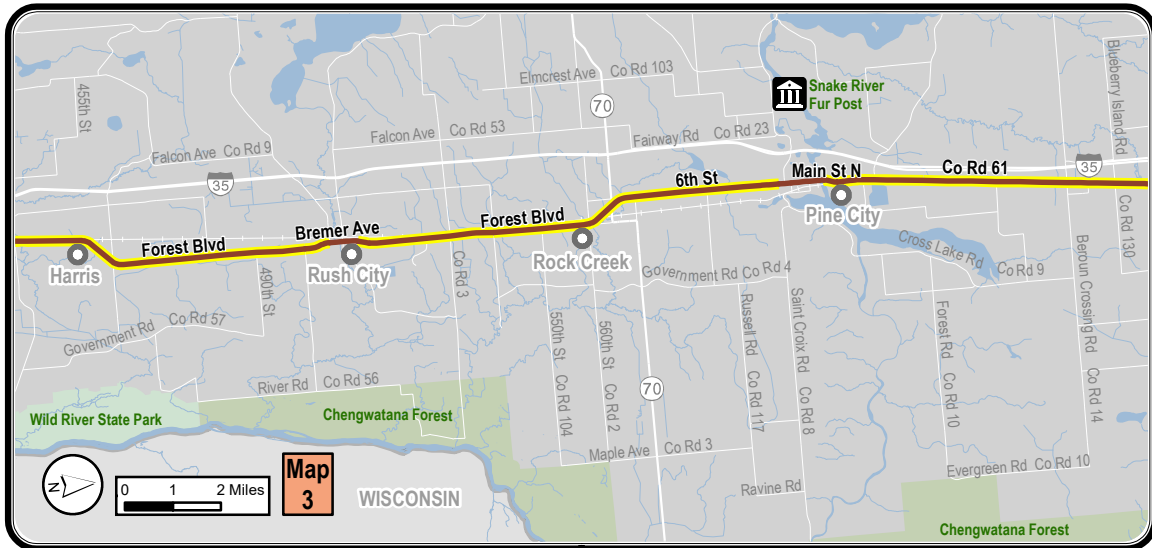 Elmcrest Ave Co Rd 103
Blueberry Island Rd
455th St
70
Snake River
Fur Post
Falcon Ave Co Rd 53
Fairway Rd Co Rd 23
Falcon Ave Co Rd 9
35
35
Main St N
Co Rd 61
6th St
Forest Blvd
Bremer Ave
Forest Blvd
Pine City
Harris
Rush City
Rock Creek
Cross Lake Rd
Co Rd 9
Co Rd 130
Government Rd Co Rd 4
490th St
Co Rd 3
Government Rd Co Rd 57
550th St Co Rd 104
560th St Co Rd 2
Russell Rd Co Rd 117
Saint Croix Rd Co Rd 8
Forest Rd Co Rd 10
Beroun Crossing Rd Co Rd 14
River Rd Co Rd 56
70
Wild River State Park
Chengwatana Forest
Maple Ave Co Rd 3
Evergreen Rd Co Rd 10
Ravine Rd
N
0 1 2 Miles
Map
3
WISCONSIN
Chengwatana Forest